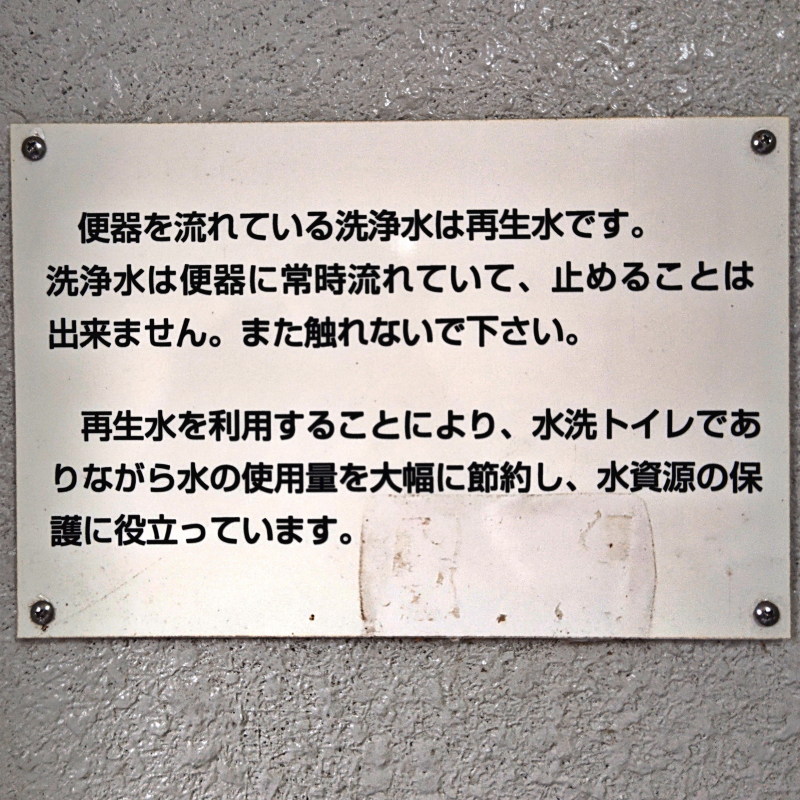 便器を流れている洗浄水は再生水です。
洗浄水は便器に常時流れていて、止めることは
出来ません。また触れないで下さい。
再生水を利用することにより、水洗トイレであ
りながら水の使用量を大幅に節約し、水資源の保
護に役立っています。